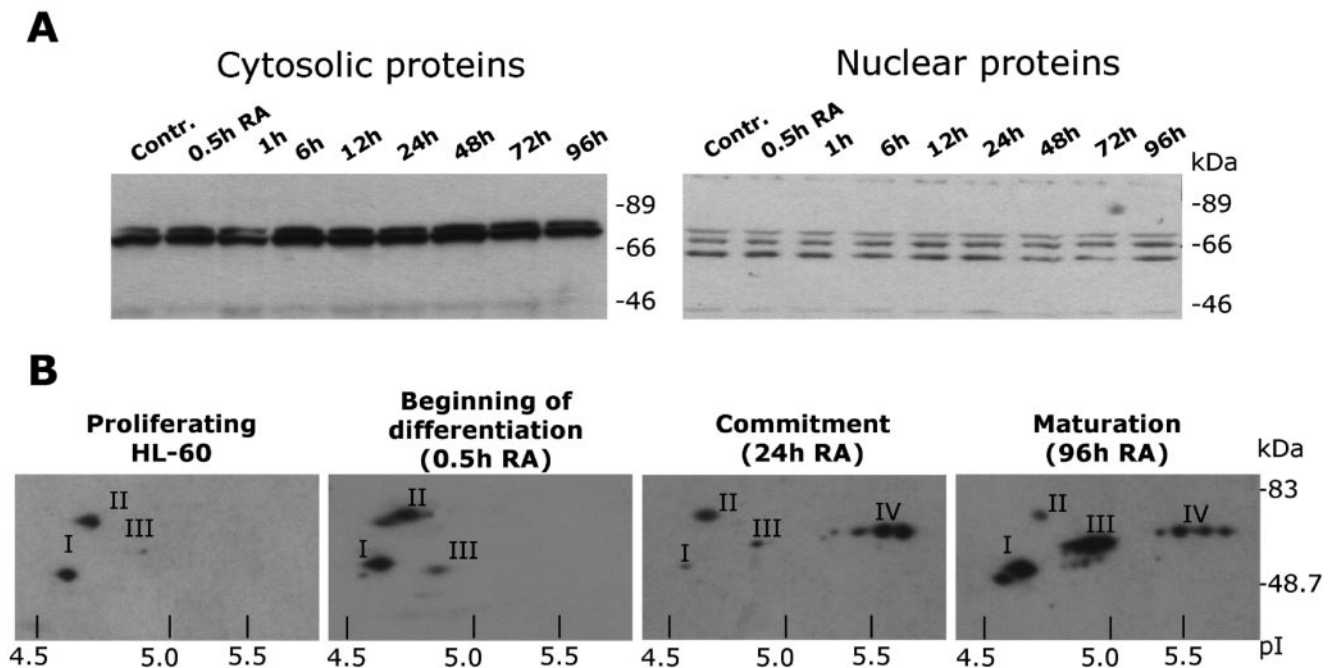 A
Cytosolic proteins
Nuclear proteins
Contr. 0.5h RA 1h 6h 12h 24h 48h 72h 96h
Contr. 0.5h RA 1h 6h 12h 24h 48h 72h 96h
kDa
-89
-66
-46
-89
-66
-46
B
Proliferating
HL-60
Beginning of
differentiation
(0.5h RA)
Commitment
(24h RA)
Maturation
(96h RA)
kDa
I II III
I II III
I II III IV
I II III IV
-83
-48.7
pI
4.5 5.0 5.5
4.5 5.0 5.5
4.5 5.0 5.5
4.5 5.0 5.5